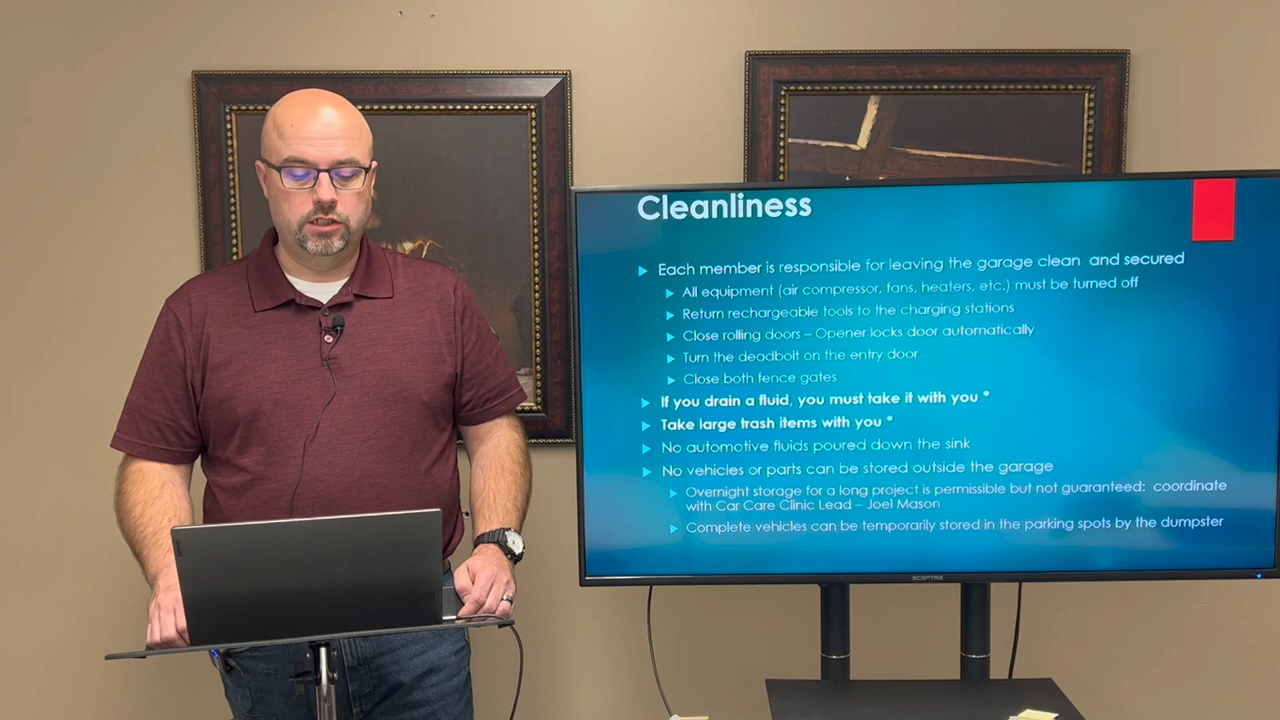 Cleanliness
Each member is responsible for leaving the garage clean and secured
All equipment (air compressor, fans, heaters, etc.) must be turned off
Return rechargeable tools to the charging stations
Close rolling doors – Opener locks door automatically
Turn the deadbolt on the entry door
Close both fence gates
If you drain a fluid, you must take it with you *
Take large trash items with you *
No automotive fluids poured down the sink
No vehicles or parts can be stored outside the garage
Overnight storage for a long project is permissible but not guaranteed: coordinate
with Car Care Clinic Lead – Joel Mason
Complete vehicles can be temporarily stored in the parking spots by the dumpster
SCEPTRE